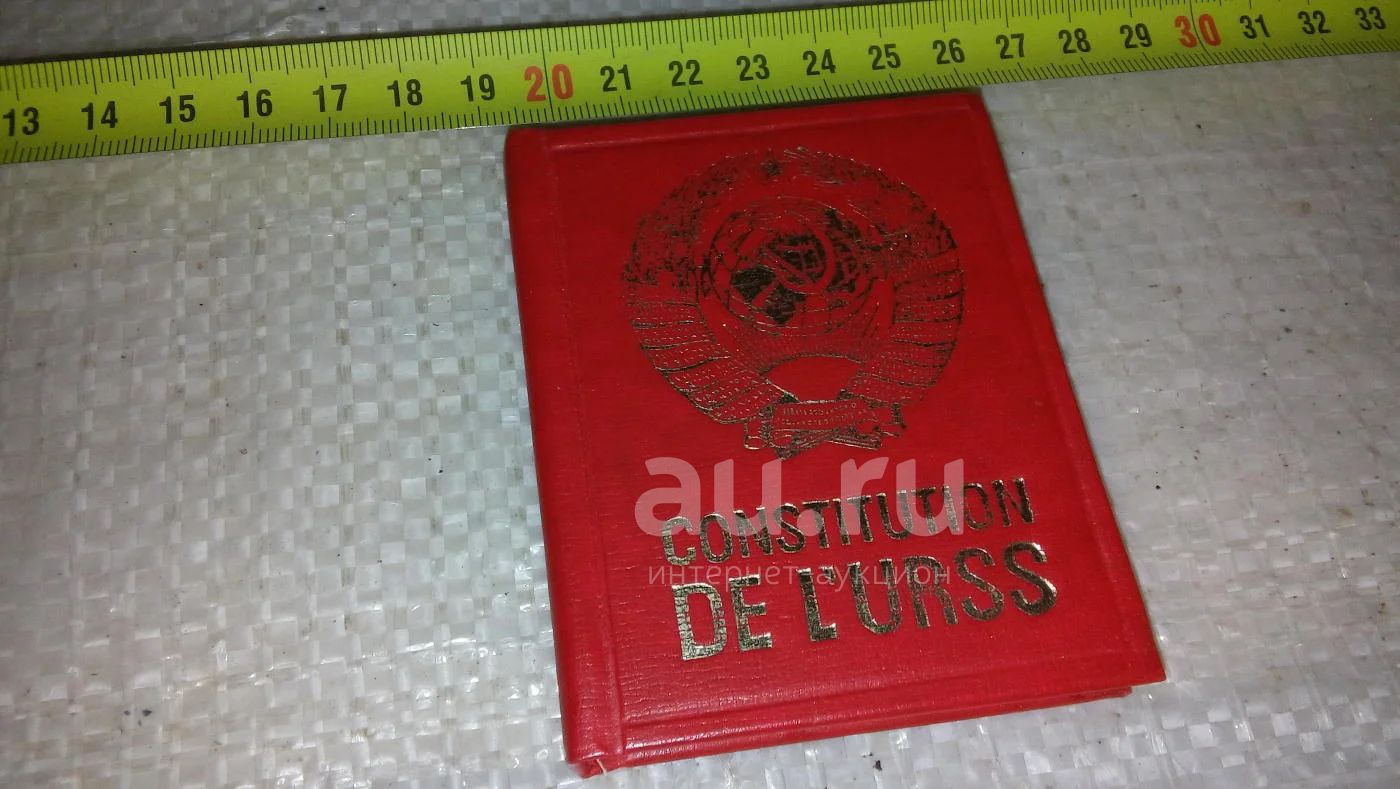 13 14 15 16 17 18 19 20 21 22 23 24 25 26 27 28 29 30 31 32 33
au.ru
CONSTITUTION
интернет-аукцион
DE L'URSS